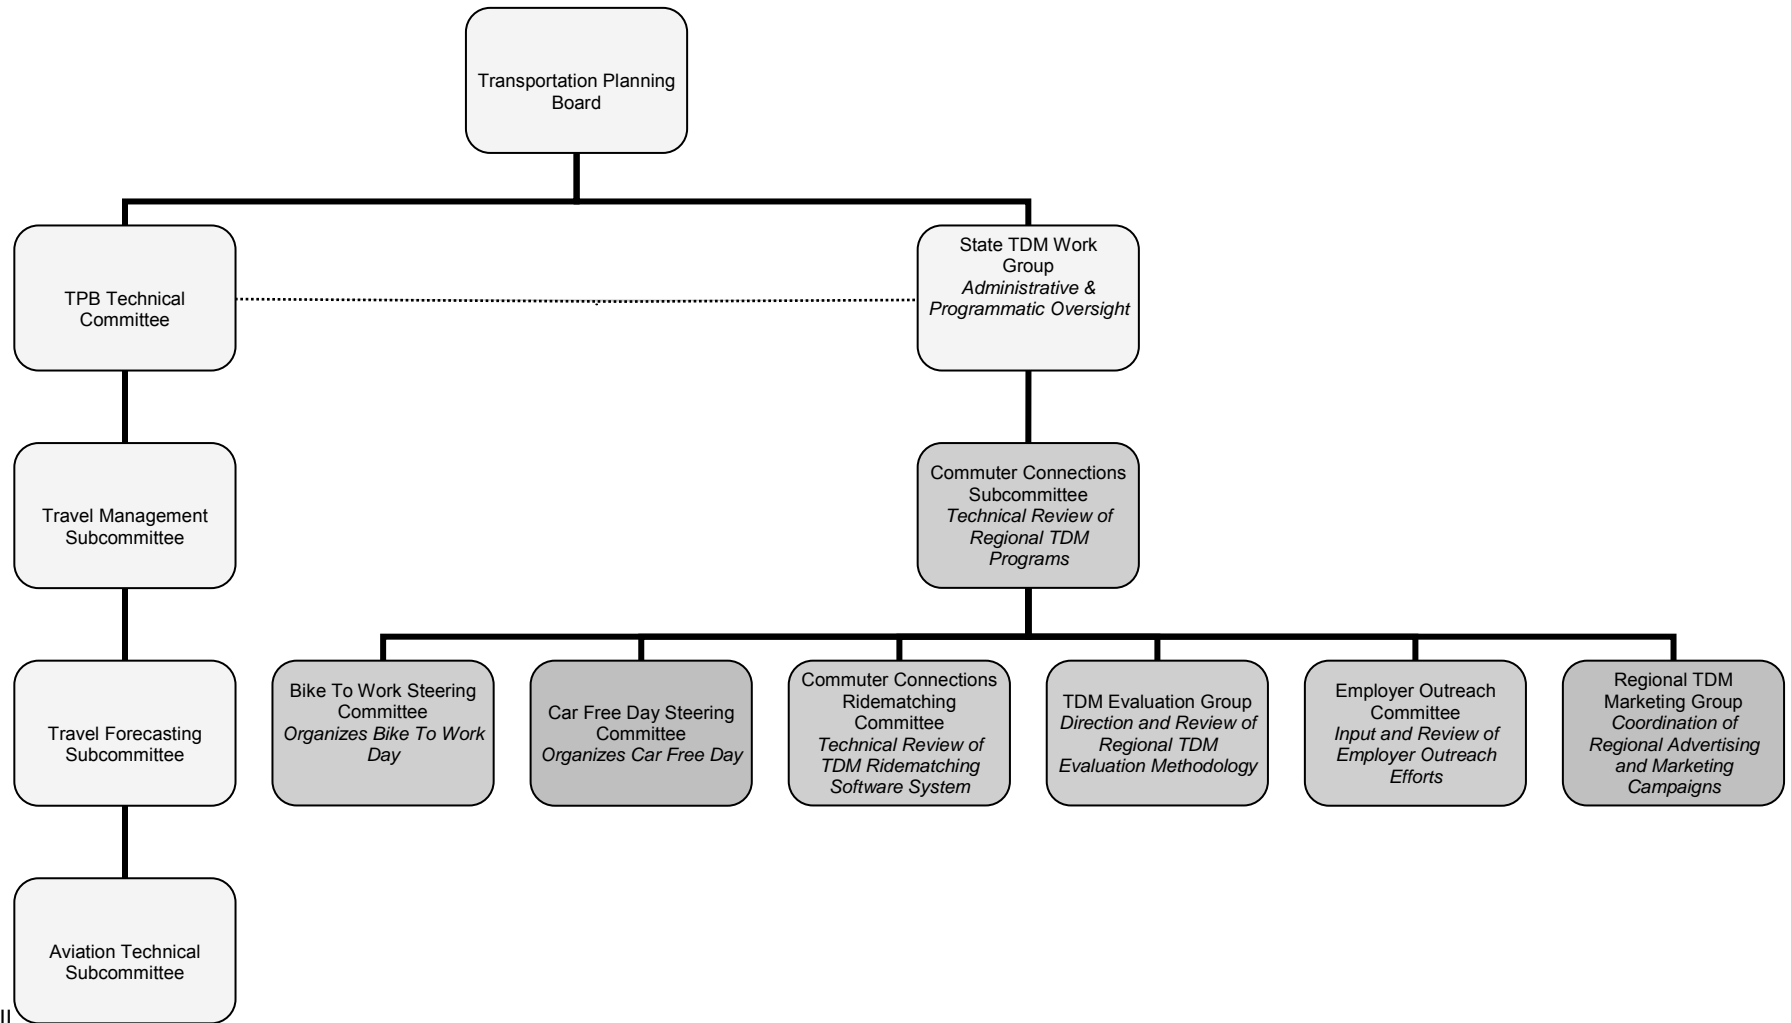 Transportation Planning
Board
TPB Technical
Committee
State TDM Work
Group
Administrative &
Programmatic Oversight
Travel Management
Subcommittee
Commuter Connections
Subcommittee
Technical Review of
Regional TDM
Programs
Travel Forecasting
Subcommittee
Bike To Work Steering
Committee
Organizes Bike To Work
Day
Car Free Day Steering
Committee
Organizes Car Free Day
Commuter Connections
Ridematching
Committee
Technical Review of
TDM Ridematching
Software System
TDM Evaluation Group
Direction and Review of
Regional TDM
Evaluation Methodology
Employer Outreach
Committee
Input and Review of
Employer Outreach
Efforts
Regional TDM
Marketing Group
Coordination of
Regional Advertising
and Marketing
Campaigns
Aviation Technical
Subcommittee